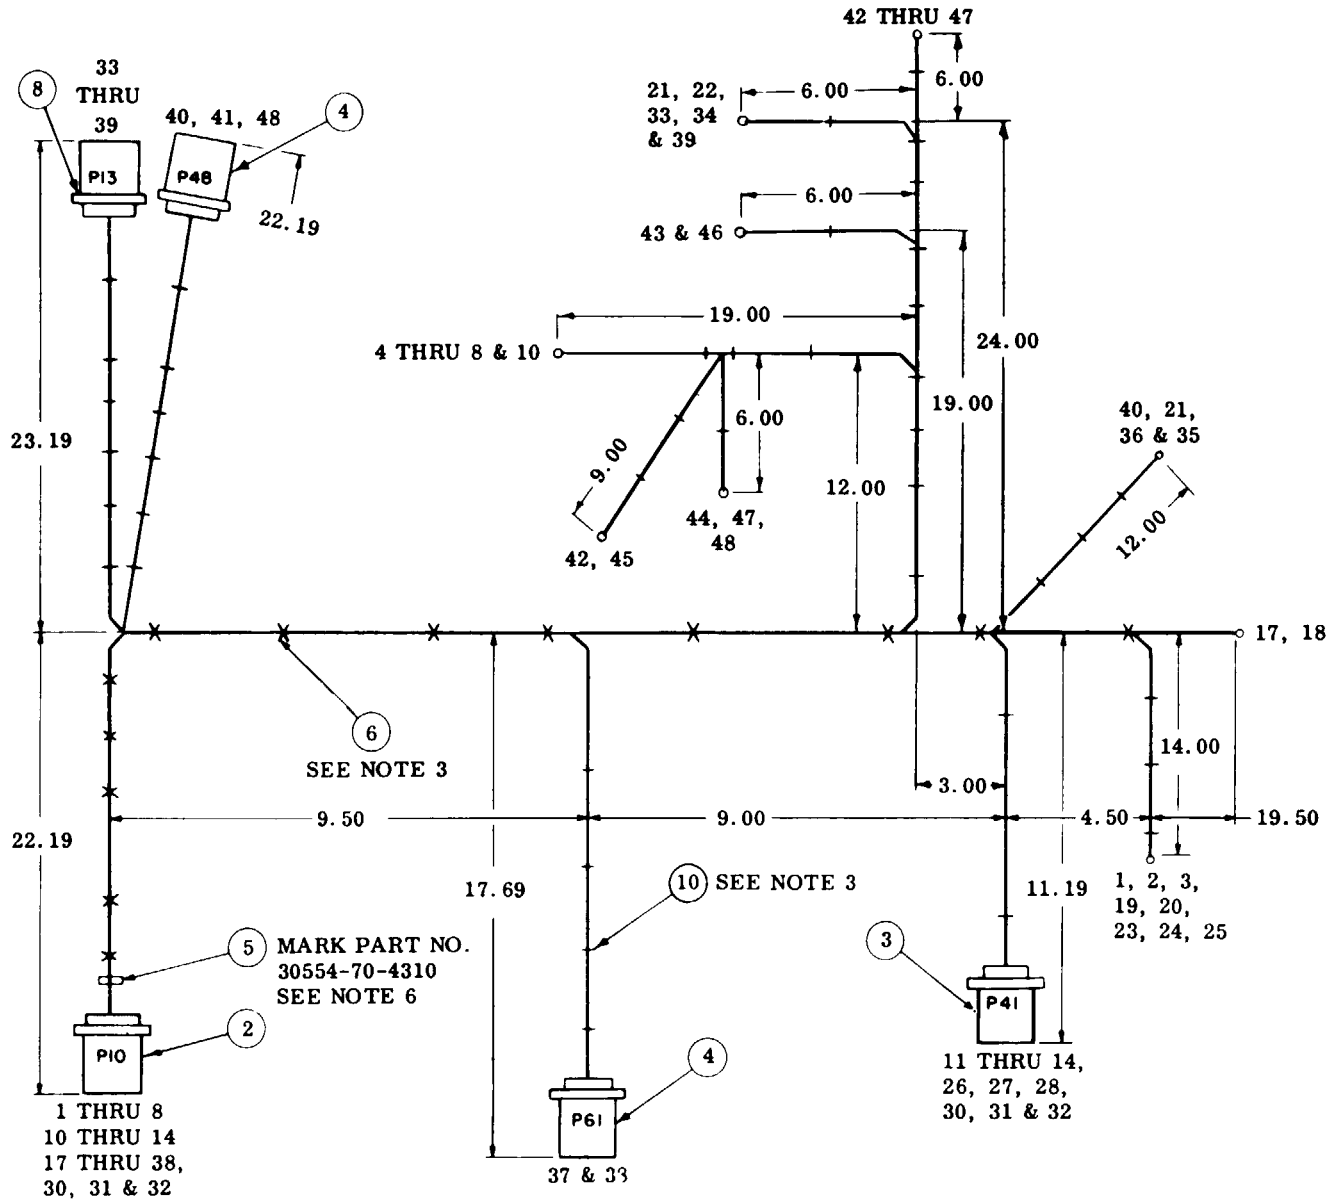 42 THRU 47
6.00
21, 22,
33, 34
& 39
6.00
33
THRU
39
8
40, 41, 48
4
P13
P48
22.19
6.00
43 & 46
19.00
4 THRU 8 & 10
24.00
19.00
40, 21,
36 & 35
23.19
6.00
9.00
12.00
12.00
44, 47,
48
42, 45
17, 18
6
SEE NOTE 3
14.00
3.00
9.50
9.00
4.50
19.50
22.19
17.69
10 SEE NOTE 3
11.19
1, 2, 3,
19, 20,
23, 24, 25
3
5 MARK PART NO.
30554-70-4310
SEE NOTE 6
P41
2
P10
4
P61
11 THRU 14,
26, 27, 28,
30, 31 & 32
1 THRU 8
10 THRU 14
17 THRU 38,
30, 31 & 32
37 &